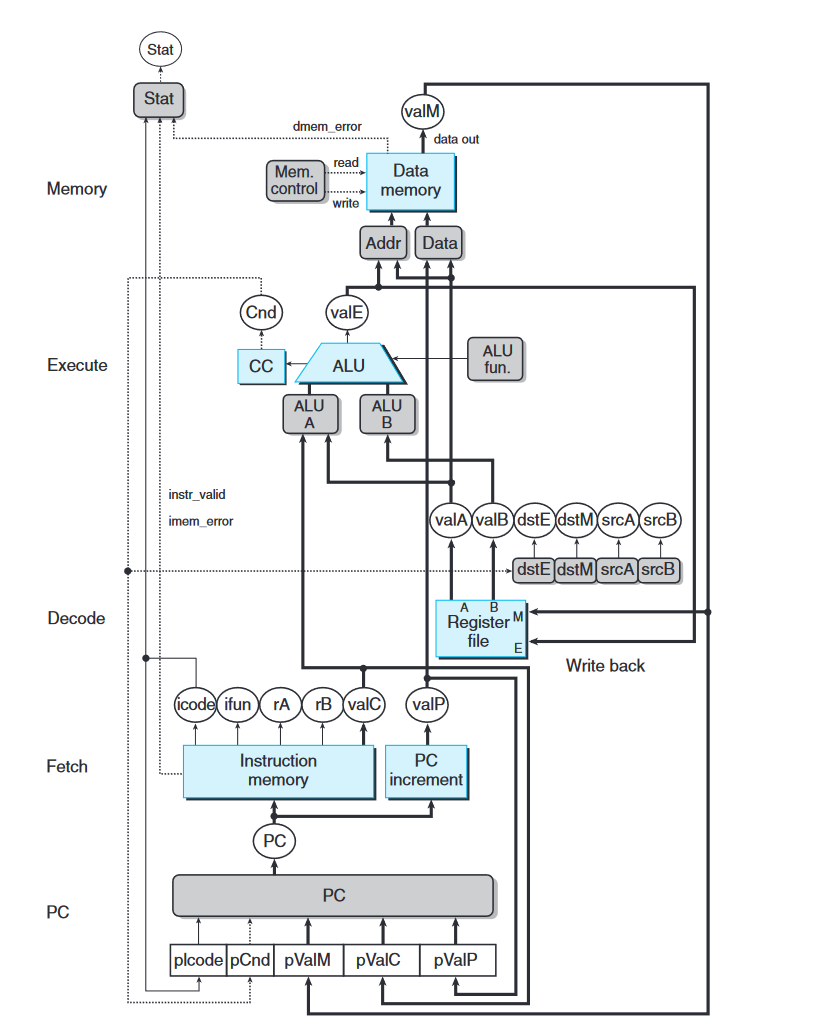 Stat
Stat
valM
dmem_error
data out
Mem.
control
read
write
Data
memory
Memory
Addr
Data
Cnd
valE
CC
ALU
ALU
fun.
Execute
ALU
A
ALU
B
instr_valid
imem_error
valA
valB
dstE
dstM
srcA
srcB
dstE
dstM
srcA
srcB
A
B
M
Register
file
E
Decode
Write back
icode
ifun
rA
rB
valC
valP
Instruction
memory
PC
increment
Fetch
PC
PC
PC
pIcode
pCnd
pValM
pValC
pValP